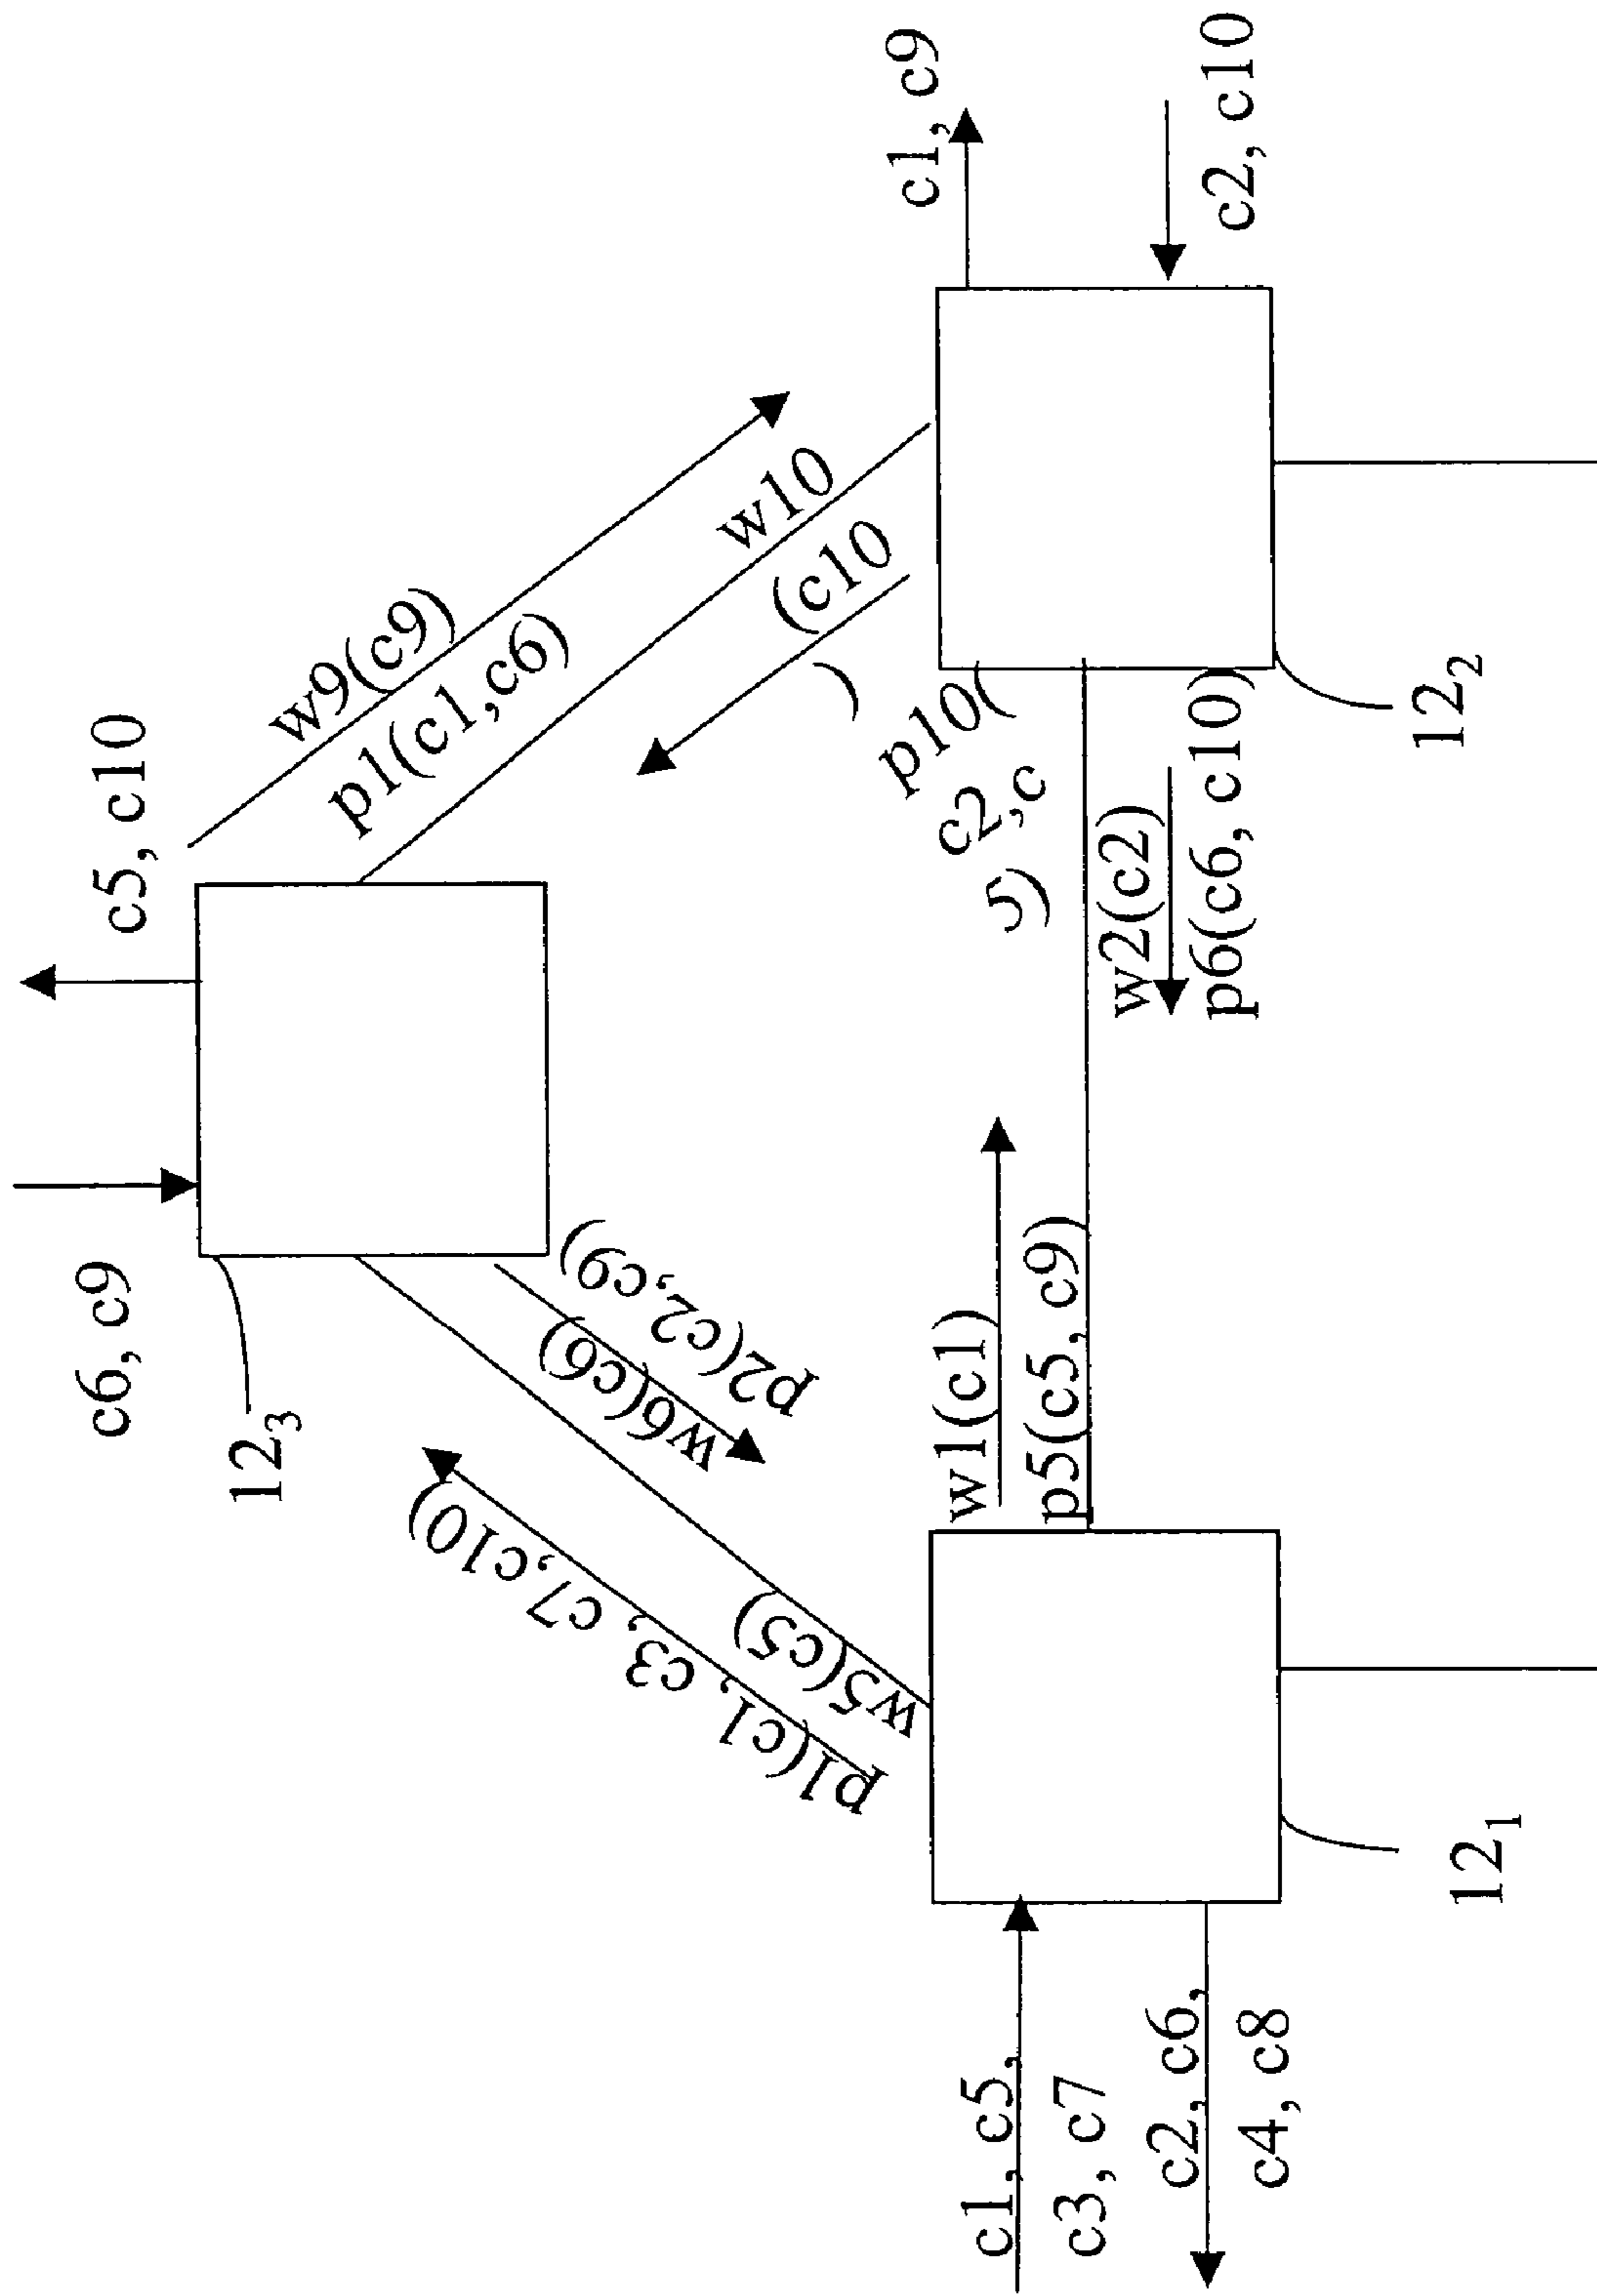 c6, c9
c5, c10
12₃
w9(c9)
p1(c1,c6)
w10
(c10
)
p10(
c2,c
5)
p1(c1, c3, c7,c10)
w5(c5)
w6(c6)
p2(c2,c9)
c1, c5,
c3, c7
c2, c6,
c4, c8
12₁
w1(c1)
p5(c5, c9)
w2(c2)
p6(c6, c10)
c1, c9
c2, c10
12₂